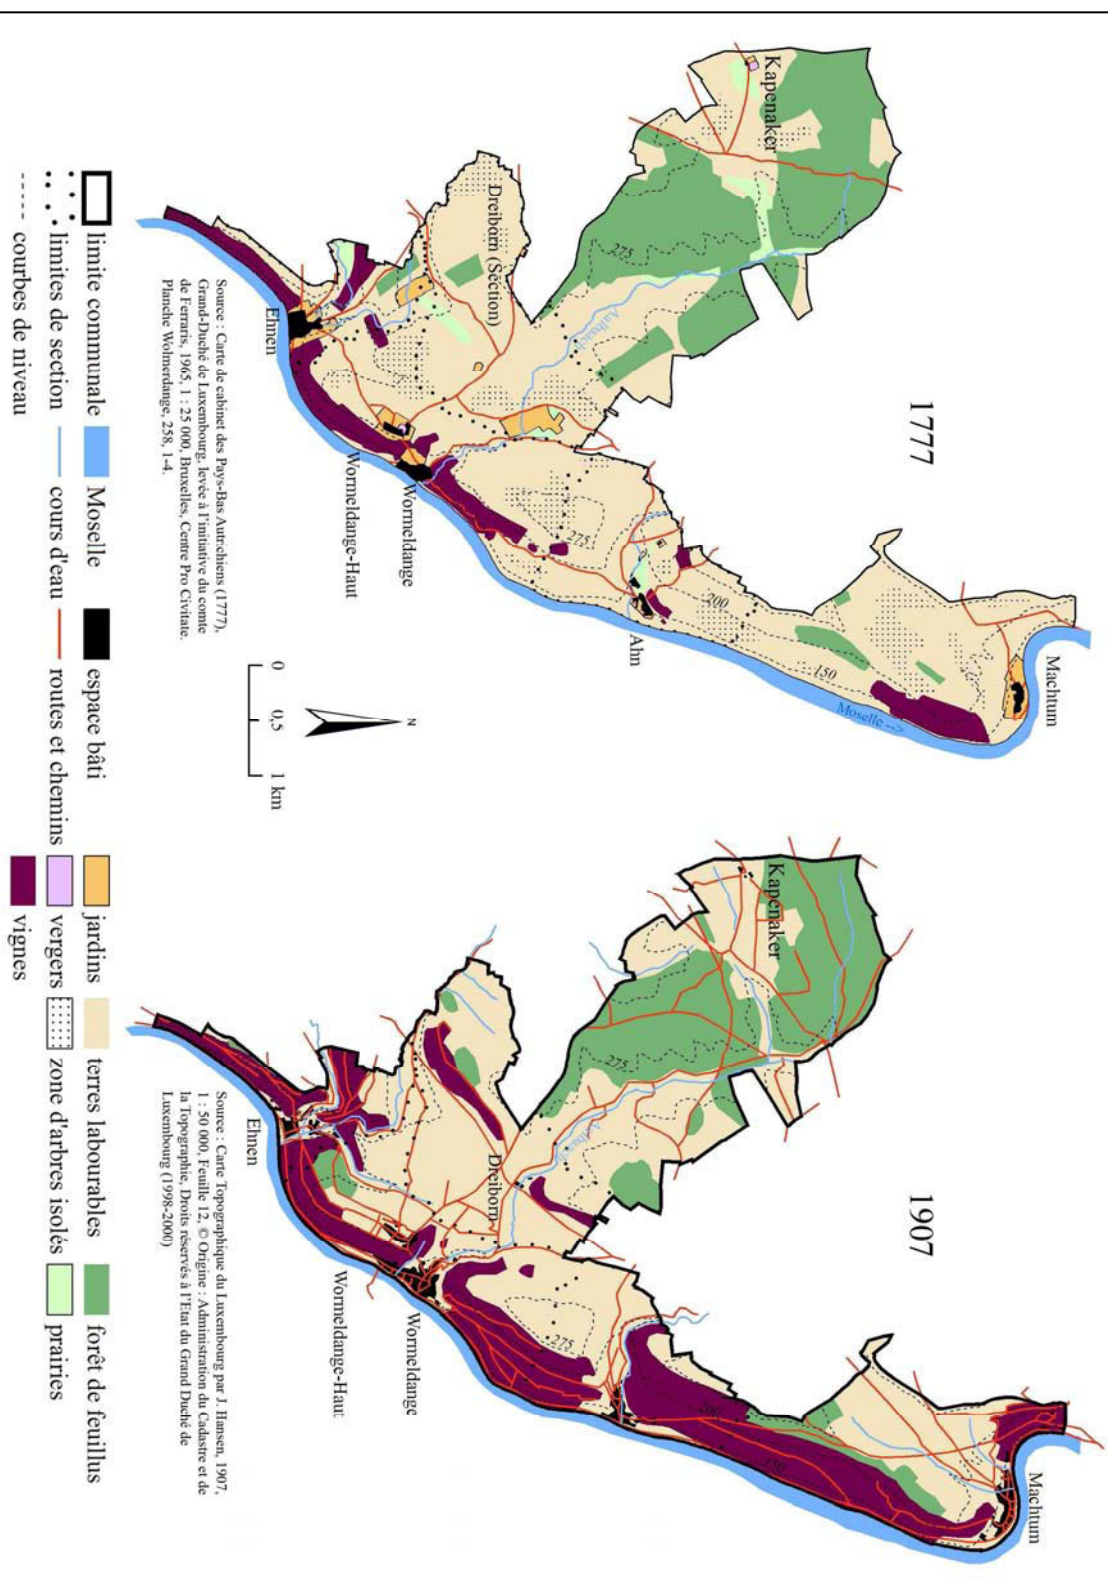 1777
Kapenaker
275
Dreiborn (Section)
Aalbaach
275
200
150
Moselle -->
Ehnen
Wormeldange-Haut
Wormeldange
Ahn
Machtum
Source : Carte de cabinet des Pays-Bas Autrichiens (1777),
Grand-Duché de Luxembourg, levée à l'initiative du comte
de Ferraris, 1965, 1 : 25 000, Bruxelles, Centre Pro Civitate.
Planche Wolmerdange, 258, 1-4.
0 0,5 1 km
N
1907
Kapenaker
275
Dreiborn
275
200
150
Ehnen
Wormeldange-Haut
Wormeldange
Machtum
Source : Carte Topographique du Luxembourg par J. Hansen, 1907,
1 : 50 000, Feuille 12, © Origine : Administration du Cadastre et de
la Topographie, Droits réservés à l'Etat du Grand Duché de
Luxembourg (1998-2000)
limite communale
limites de section
courbes de niveau
Moselle
cours d'eau
espace bâti
routes et chemins
jardins
vergers
vignes
terres labourables
zone d'arbres isolés
forêt de feuillus
prairies